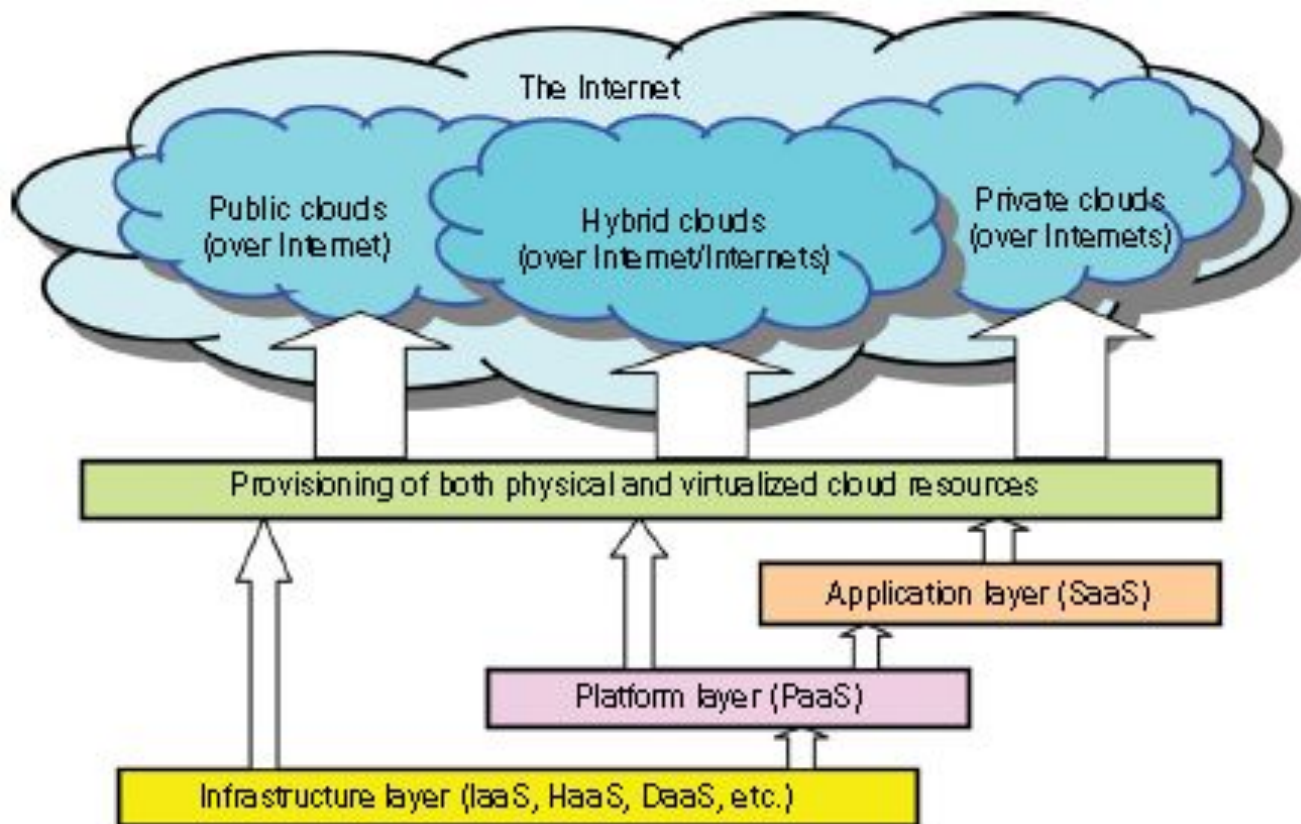 The Internet
Public clouds
(over Internet)
Hybrid clouds
(over Internet/Internets)
Private clouds
(over Internets)
Provisioning of both physical and virtualized cloud resources
Application layer (SaaS)
Platform layer (PaaS)
Infrastructure layer (IaaS, HaaS, DaaS, etc.)